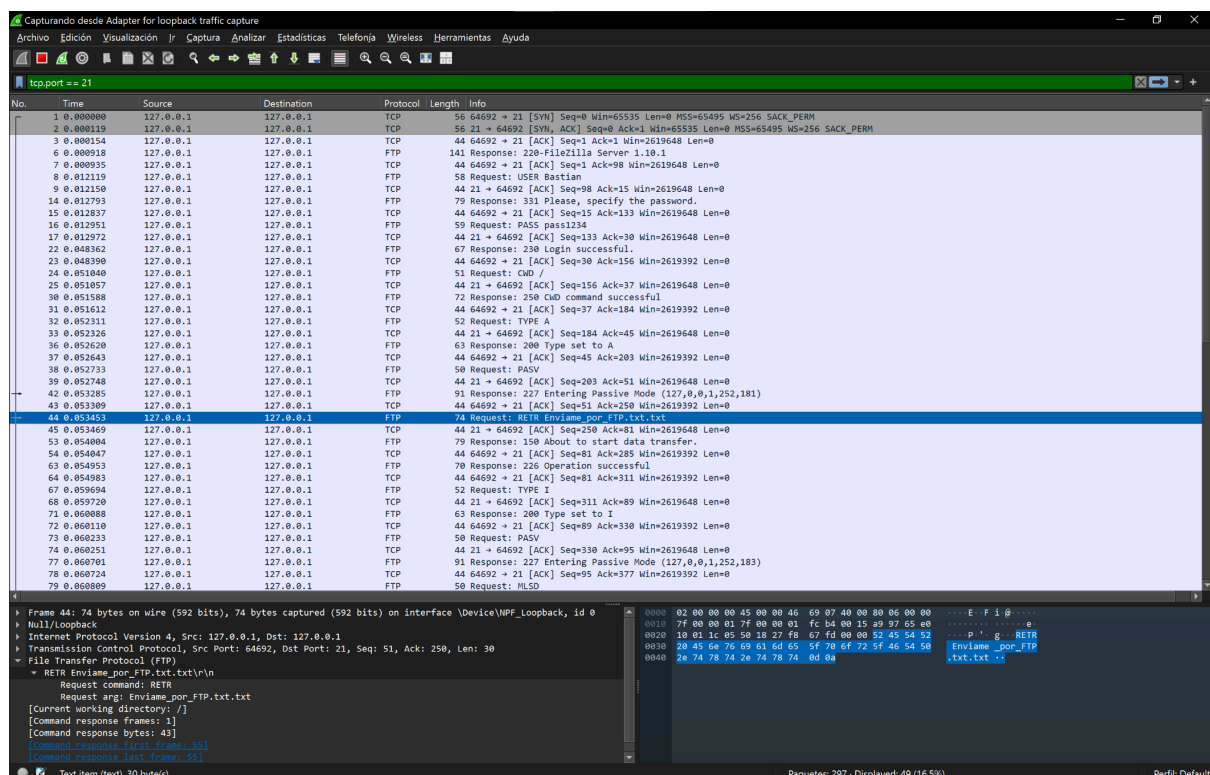 Capturando desde Adapter for loopback traffic capture
Archivo Edición Visualización Ir Captura Analizar Estadísticas Telefonía Wireless Herramientas Ayuda
tcp.port == 21
No. Time Source Destination Protocol Length Info
1 0.000000 127.0.0.1 127.0.0.1 TCP 56 64692 → 21 [SYN] Seq=0 Win=65535 Len=0 MSS=65495 WS=256 SACK_PERM
2 0.000119 127.0.0.1 127.0.0.1 TCP 56 21 → 64692 [SYN, ACK] Seq=0 Ack=1 Win=65535 Len=0 MSS=65495 WS=256 SACK_PERM
3 0.000154 127.0.0.1 127.0.0.1 TCP 44 64692 → 21 [ACK] Seq=1 Ack=1 Win=2619648 Len=0
6 0.000918 127.0.0.1 127.0.0.1 FTP 141 Response: 220-FileZilla Server 1.10.1
7 0.000935 127.0.0.1 127.0.0.1 TCP 44 64692 → 21 [ACK] Seq=1 Ack=98 Win=2619648 Len=0
8 0.012119 127.0.0.1 127.0.0.1 FTP 58 Request: USER Bastian
9 0.012150 127.0.0.1 127.0.0.1 TCP 44 21 → 64692 [ACK] Seq=98 Ack=15 Win=2619648 Len=0
14 0.012793 127.0.0.1 127.0.0.1 FTP 79 Response: 331 Please, specify the password.
15 0.012837 127.0.0.1 127.0.0.1 TCP 44 64692 → 21 [ACK] Seq=15 Ack=133 Win=2619648 Len=0
16 0.012951 127.0.0.1 127.0.0.1 FTP 59 Request: PASS pass1234
17 0.012972 127.0.0.1 127.0.0.1 TCP 44 21 → 64692 [ACK] Seq=133 Ack=30 Win=2619648 Len=0
22 0.048362 127.0.0.1 127.0.0.1 FTP 67 Response: 230 Login successful.
23 0.048390 127.0.0.1 127.0.0.1 TCP 44 64692 → 21 [ACK] Seq=30 Ack=156 Win=2619392 Len=0
24 0.051040 127.0.0.1 127.0.0.1 FTP 51 Request: CWD /
25 0.051057 127.0.0.1 127.0.0.1 TCP 44 21 → 64692 [ACK] Seq=156 Ack=37 Win=2619648 Len=0
30 0.051588 127.0.0.1 127.0.0.1 FTP 72 Response: 250 CWD command successful
31 0.051612 127.0.0.1 127.0.0.1 TCP 44 64692 → 21 [ACK] Seq=37 Ack=184 Win=2619392 Len=0
32 0.052311 127.0.0.1 127.0.0.1 FTP 52 Request: TYPE A
33 0.052326 127.0.0.1 127.0.0.1 TCP 44 21 → 64692 [ACK] Seq=184 Ack=45 Win=2619648 Len=0
36 0.052620 127.0.0.1 127.0.0.1 FTP 63 Response: 200 Type set to A
37 0.052643 127.0.0.1 127.0.0.1 TCP 44 64692 → 21 [ACK] Seq=45 Ack=203 Win=2619392 Len=0
38 0.052733 127.0.0.1 127.0.0.1 FTP 50 Request: PASV
39 0.052748 127.0.0.1 127.0.0.1 TCP 44 21 → 64692 [ACK] Seq=203 Ack=51 Win=2619648 Len=0
42 0.053285 127.0.0.1 127.0.0.1 FTP 91 Response: 227 Entering Passive Mode (127,0,0,1,252,181)
43 0.053309 127.0.0.1 127.0.0.1 TCP 44 64692 → 21 [ACK] Seq=51 Ack=250 Win=2619392 Len=0
44 0.053453 127.0.0.1 127.0.0.1 FTP 74 Request: RETR Enviame_por_FTP.txt.txt
45 0.053469 127.0.0.1 127.0.0.1 TCP 44 21 → 64692 [ACK] Seq=250 Ack=81 Win=2619648 Len=0
53 0.054004 127.0.0.1 127.0.0.1 FTP 79 Response: 150 About to start data transfer.
54 0.054047 127.0.0.1 127.0.0.1 TCP 44 64692 → 21 [ACK] Seq=81 Ack=285 Win=2619392 Len=0
63 0.054953 127.0.0.1 127.0.0.1 FTP 70 Response: 226 Operation successful
64 0.054983 127.0.0.1 127.0.0.1 TCP 44 64692 → 21 [ACK] Seq=81 Ack=311 Win=2619392 Len=0
67 0.059694 127.0.0.1 127.0.0.1 FTP 52 Request: TYPE I
68 0.059720 127.0.0.1 127.0.0.1 TCP 44 21 → 64692 [ACK] Seq=311 Ack=89 Win=2619648 Len=0
71 0.060088 127.0.0.1 127.0.0.1 FTP 63 Response: 200 Type set to I
72 0.060110 127.0.0.1 127.0.0.1 TCP 44 64692 → 21 [ACK] Seq=89 Ack=330 Win=2619392 Len=0
73 0.060233 127.0.0.1 127.0.0.1 FTP 50 Request: PASV
74 0.060251 127.0.0.1 127.0.0.1 TCP 44 21 → 64692 [ACK] Seq=330 Ack=95 Win=2619648 Len=0
77 0.060701 127.0.0.1 127.0.0.1 FTP 91 Response: 227 Entering Passive Mode (127,0,0,1,252,183)
78 0.060724 127.0.0.1 127.0.0.1 TCP 44 64692 → 21 [ACK] Seq=95 Ack=377 Win=2619392 Len=0
79 0.060809 127.0.0.1 127.0.0.1 FTP 50 Request: MLSD
Frame 44: 74 bytes on wire (592 bits), 74 bytes captured (592 bits) on interface \Device\NPF_Loopback, id 0
Null/Loopback
Internet Protocol Version 4, Src: 127.0.0.1, Dst: 127.0.0.1
Transmission Control Protocol, Src Port: 64692, Dst Port: 21, Seq: 51, Ack: 250, Len: 30
File Transfer Protocol (FTP)
RETR Enviame_por_FTP.txt.txt\r\n
Request command: RETR
Request arg: Enviame_por_FTP.txt.txt
[Current working directory: /]
[Command response frames: 1]
[Command response bytes: 43]
[Command response first frame: 55]
[Command response last frame: 55]
0000 02 00 00 00 45 00 00 46 69 07 40 00 80 06 00 00 ····E··F i·@·····
0010 7f 00 00 01 7f 00 00 01 fc b4 00 15 a9 97 65 e0 ········ ······e·
0020 10 01 1c 05 50 18 27 f8 67 fd 00 00 52 45 54 52 ····P·'· g···RETR
0030 20 45 6e 76 69 61 6d 65 5f 70 6f 72 5f 46 54 50 Enviame _por_FTP
0040 2e 74 78 74 2e 74 78 74 0d 0a .txt.txt ··
Text item (text), 30 byte(s)
Paquetes: 297 · Displayed: 49 (16.5%)
Perfil: Default